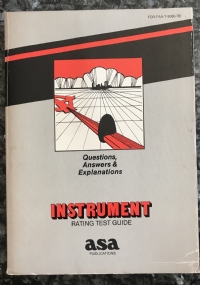 Questions,
Answers &
Explanations
INSTRUMENT
RATING TEST GUIDE
asa
PUBLICATIONS